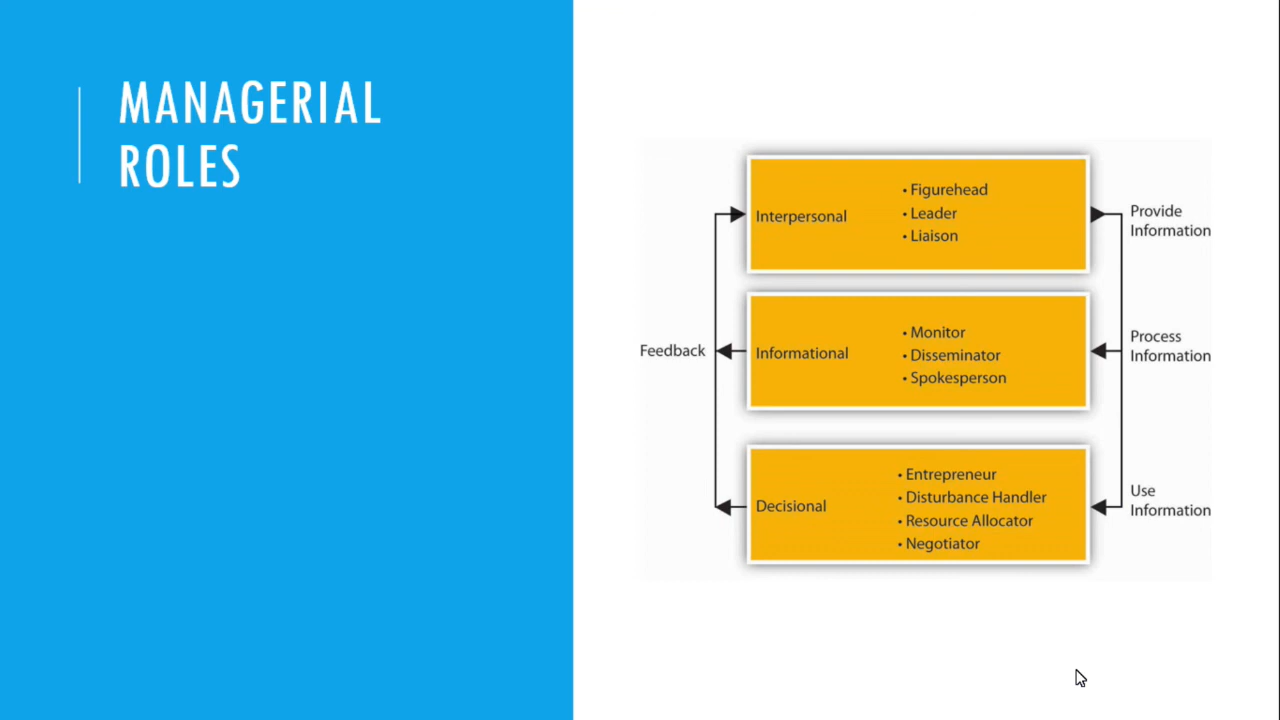 MANAGERIAL
ROLES
Interpersonal
• Figurehead
• Leader
• Liaison
Provide
Information
Feedback
Informational
• Monitor
• Disseminator
• Spokesperson
Process
Information
Decisional
• Entrepreneur
• Disturbance Handler
• Resource Allocator
• Negotiator
Use
Information